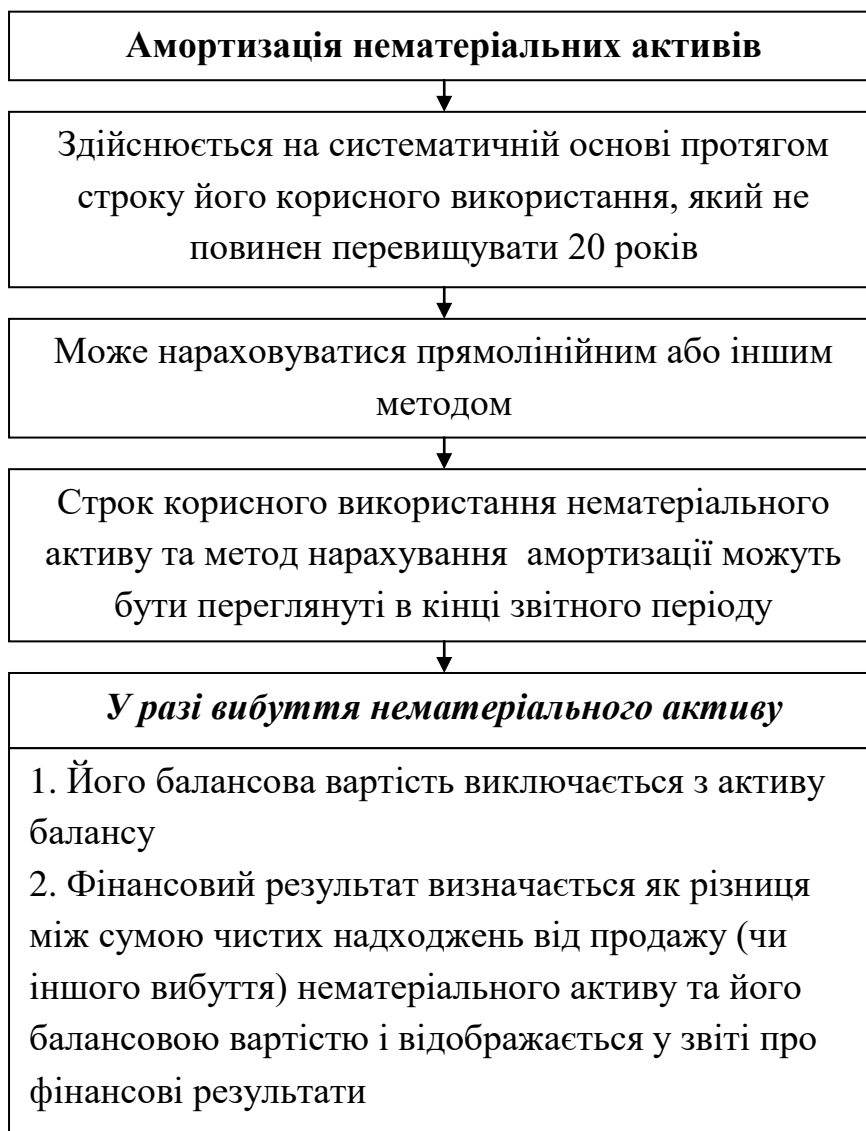 Амортизація нематеріальних активів
Здійснюється на систематичній основі протягом
строку його корисного використання, який не
повинен перевищувати 20 років
Може нараховуватися прямолінійним або іншим
методом
Строк корисного використання нематеріального
активу та метод нарахування амортизації можуть
бути переглянуті в кінці звітного періоду
У разі вибуття нематеріального активу
1. Його балансова вартість виключається з активу
балансу
2. Фінансовий результат визначається як різниця
між сумою чистих надходжень від продажу (чи
іншого вибуття) нематеріального активу та його
балансовою вартістю і відображається у звіті про
фінансові результати